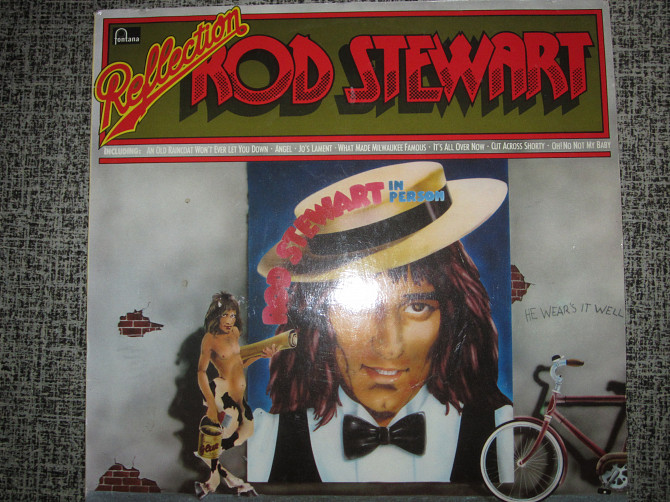 fontana
Reflection
ROD STEWART
INCLUDING: AN OLD RAINCOAT WON'T EVER LET YOU DOWN · ANGEL · JO'S LAMENT · WHAT MADE MILWAUKEE FAMOUS · IT'S ALL OVER NOW · CUT ACROSS SHORTY · OH! NO NOT MY BABY
ROD STEWART IN PERSON
HE WEAR'S IT WELL